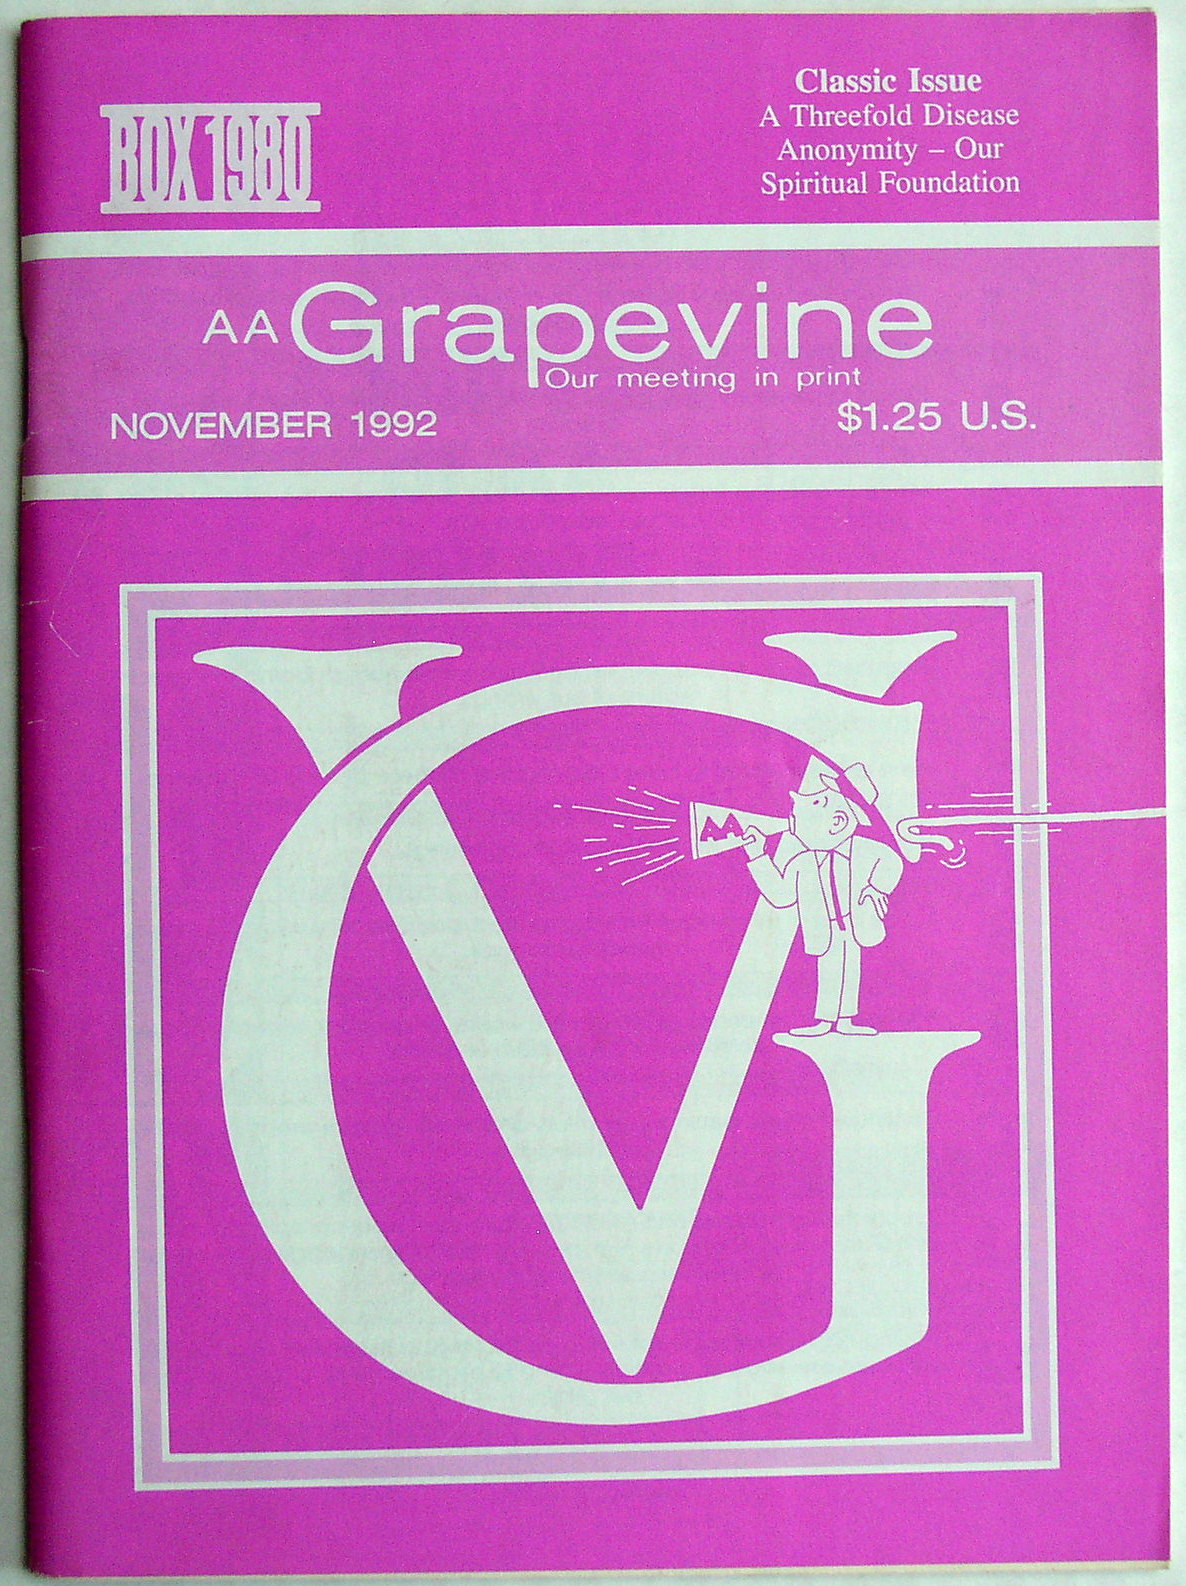 BOX 1980
Classic Issue
A Threefold Disease
Anonymity – Our
Spiritual Foundation
AA Grapevine
Our meeting in print
NOVEMBER 1992
$1.25 U.S.
GV
AA